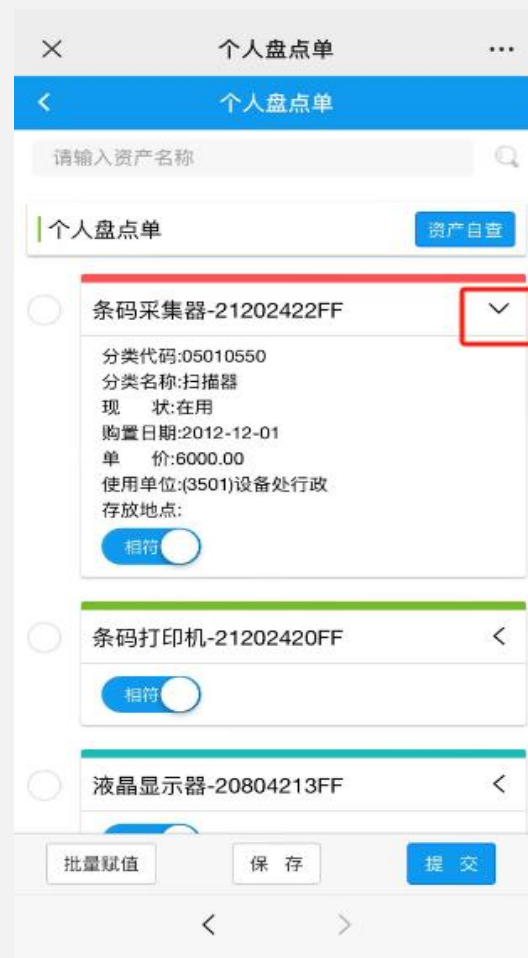 个人盘点单
个人盘点单
请输入资产名称
个人盘点单 资产自查
条码采集器-21202422FF
分类代码:05010550
分类名称:扫描器
现 状:在用
购置日期:2012-12-01
单 价:6000.00
使用单位:(3501)设备处行政
存放地点:
相符
条码打印机-21202420FF
相符
液晶显示器-20804213FF
批量赋值 保 存 提 交